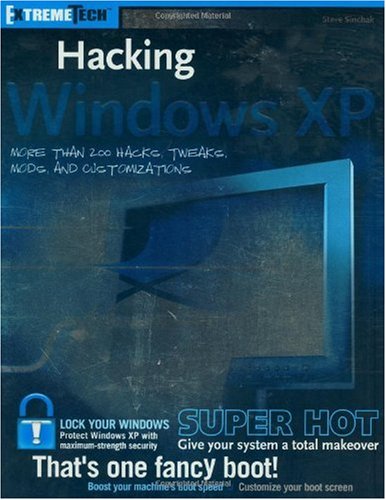 EXTREMETECH
Copyrighted Material
Steve Sinchak
Hacking
Windows XP
MORE THAN 200 HACKS, TWEAKS,
MODS, AND CUSTOMIZATIONS
LOCK YOUR WINDOWS
Protect Windows XP with
maximum-strength security
SUPER HOT
Give your system a total makeover
That's one fancy boot!
Boost your machine's boot speed
Customize your boot screen
Copyrighted Material